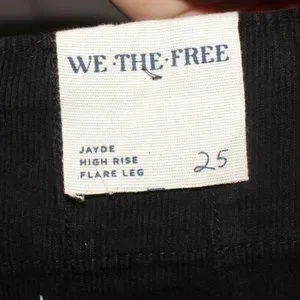 WE·THE·FREE
JAYDE
HIGH RISE
FLARE LEG
25